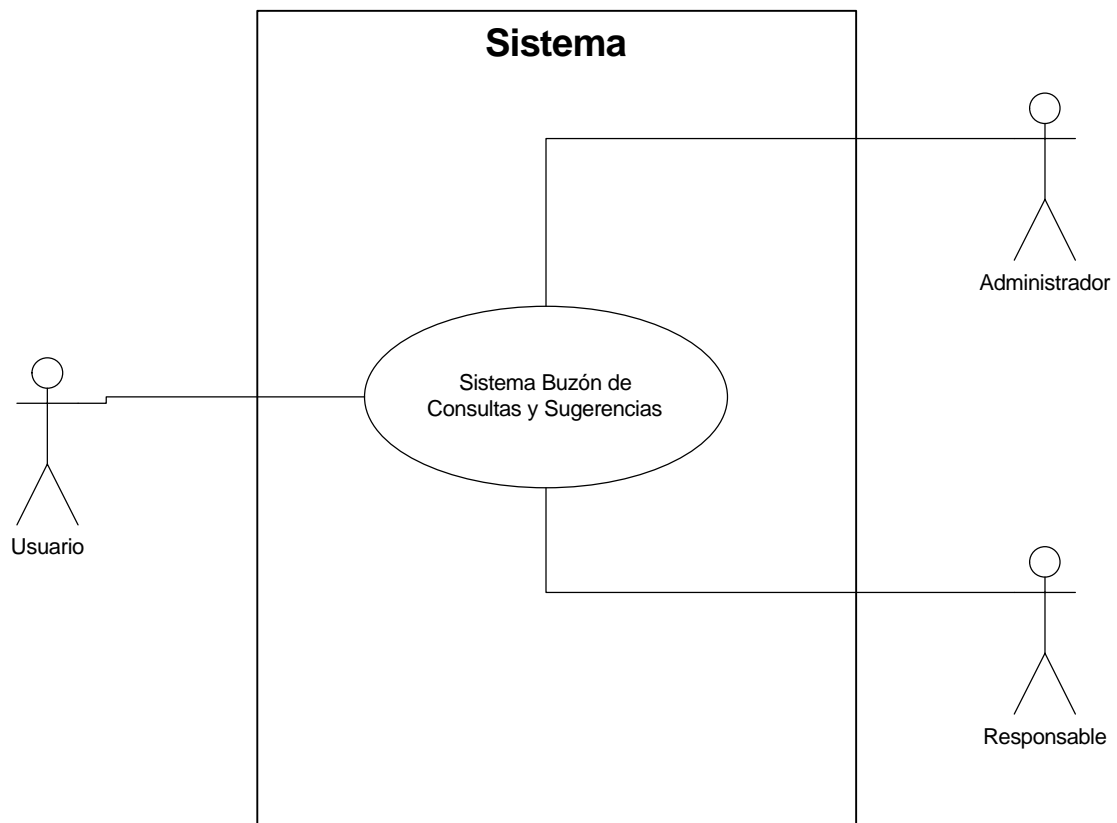 Sistema
Administrador
Sistema Buzón de
Consultas y Sugerencias
Usuario
Responsable